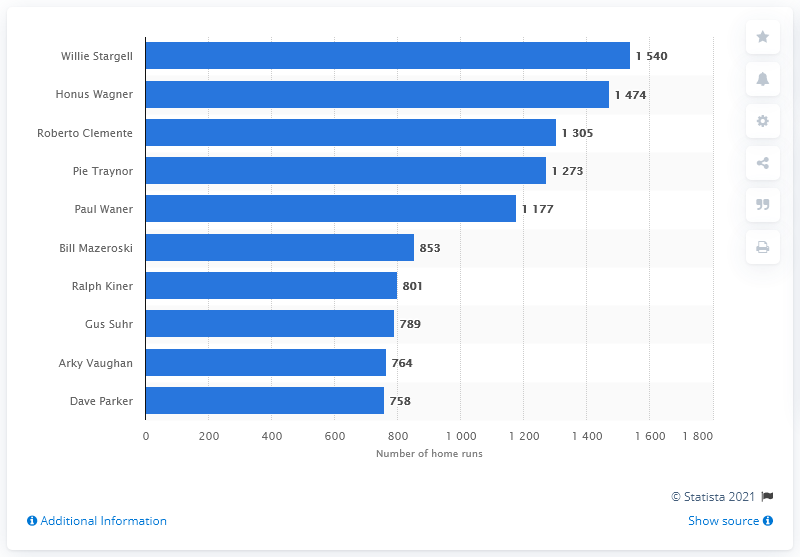 Willie Stargell 1 540
Honus Wagner 1 474
Roberto Clemente 1 305
Pie Traynor 1 273
Paul Waner 1 177
Bill Mazeroski 853
Ralph Kiner 801
Gus Suhr 789
Arky Vaughan 764
Dave Parker 758
0 200 400 600 800 1 000 1 200 1 400 1 600 1 800
Number of home runs
© Statista 2021
Additional Information
Show source